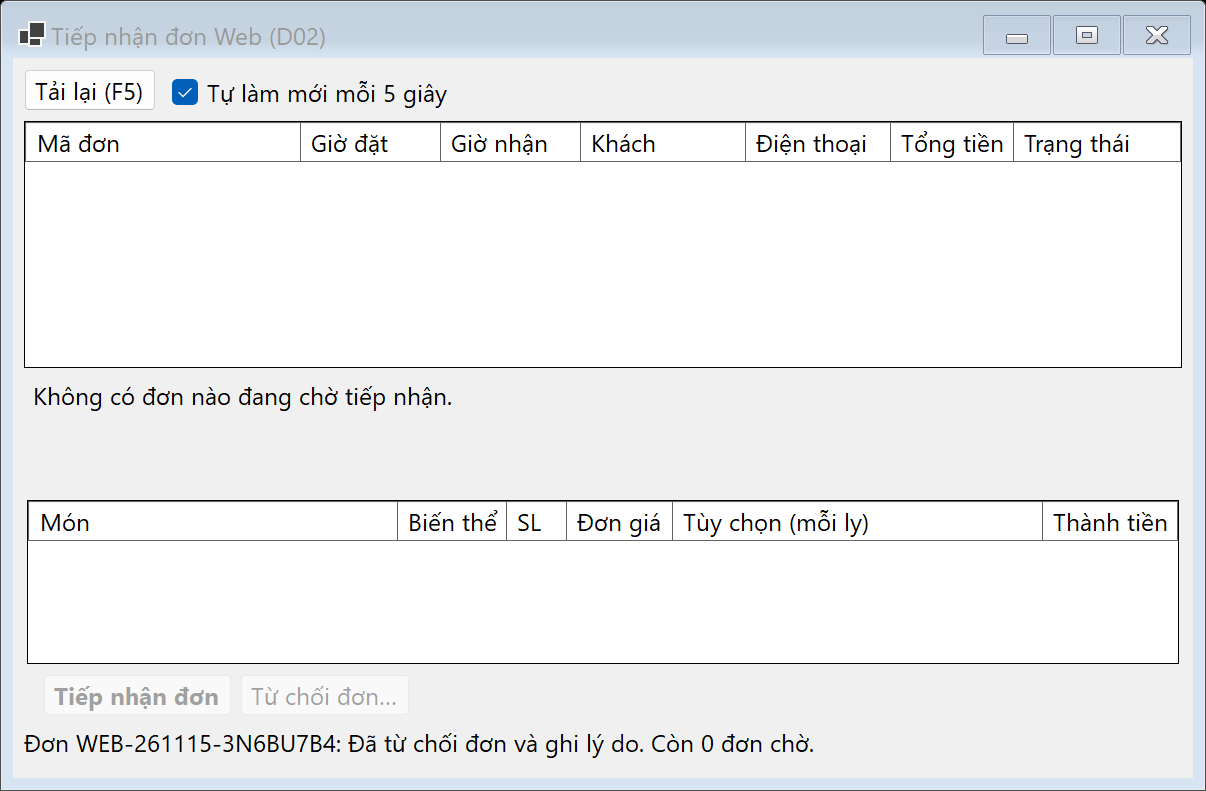 Tiếp nhận đơn Web (D02)
Tải lại (F5) Tự làm mới mỗi 5 giây
Mã đơn Giờ đặt Giờ nhận Khách Điện thoại Tổng tiền Trạng thái
Không có đơn nào đang chờ tiếp nhận.
Món Biến thể SL Đơn giá Tùy chọn (mỗi ly) Thành tiền
Tiếp nhận đơn Từ chối đơn...
Đơn WEB-261115-3N6BU7B4: Đã từ chối đơn và ghi lý do. Còn 0 đơn chờ.